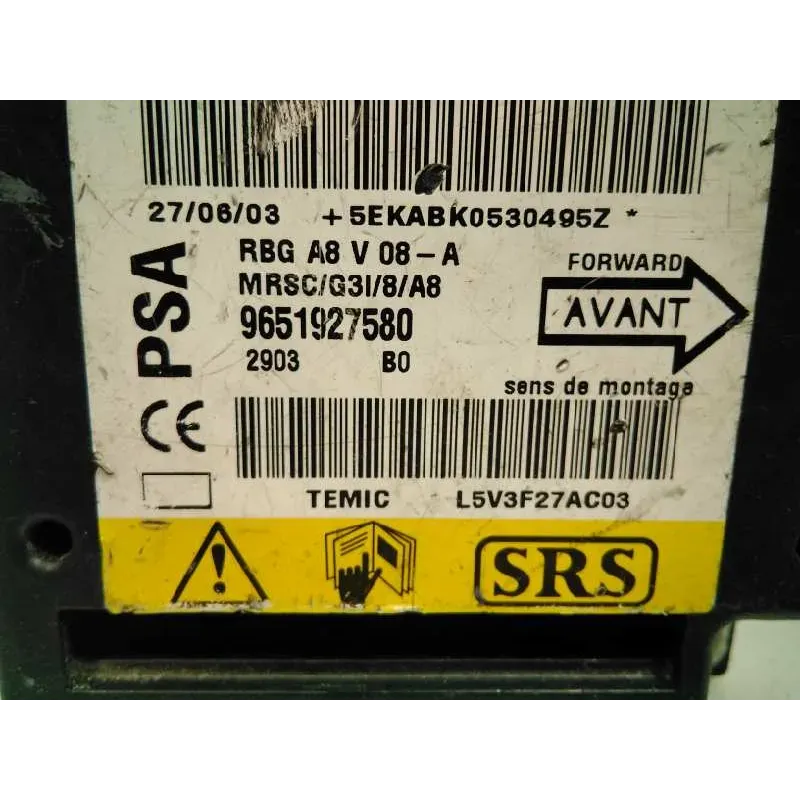 27/06/03 +5EKABK0530495Z *
RBG A8 V 08-A
MRSC/G3I/8/A8
9651927580
2903 B0
PSA
CE
FORWARD
AVANT
sens de montage
TEMIC L5V3F27AC03
SRS